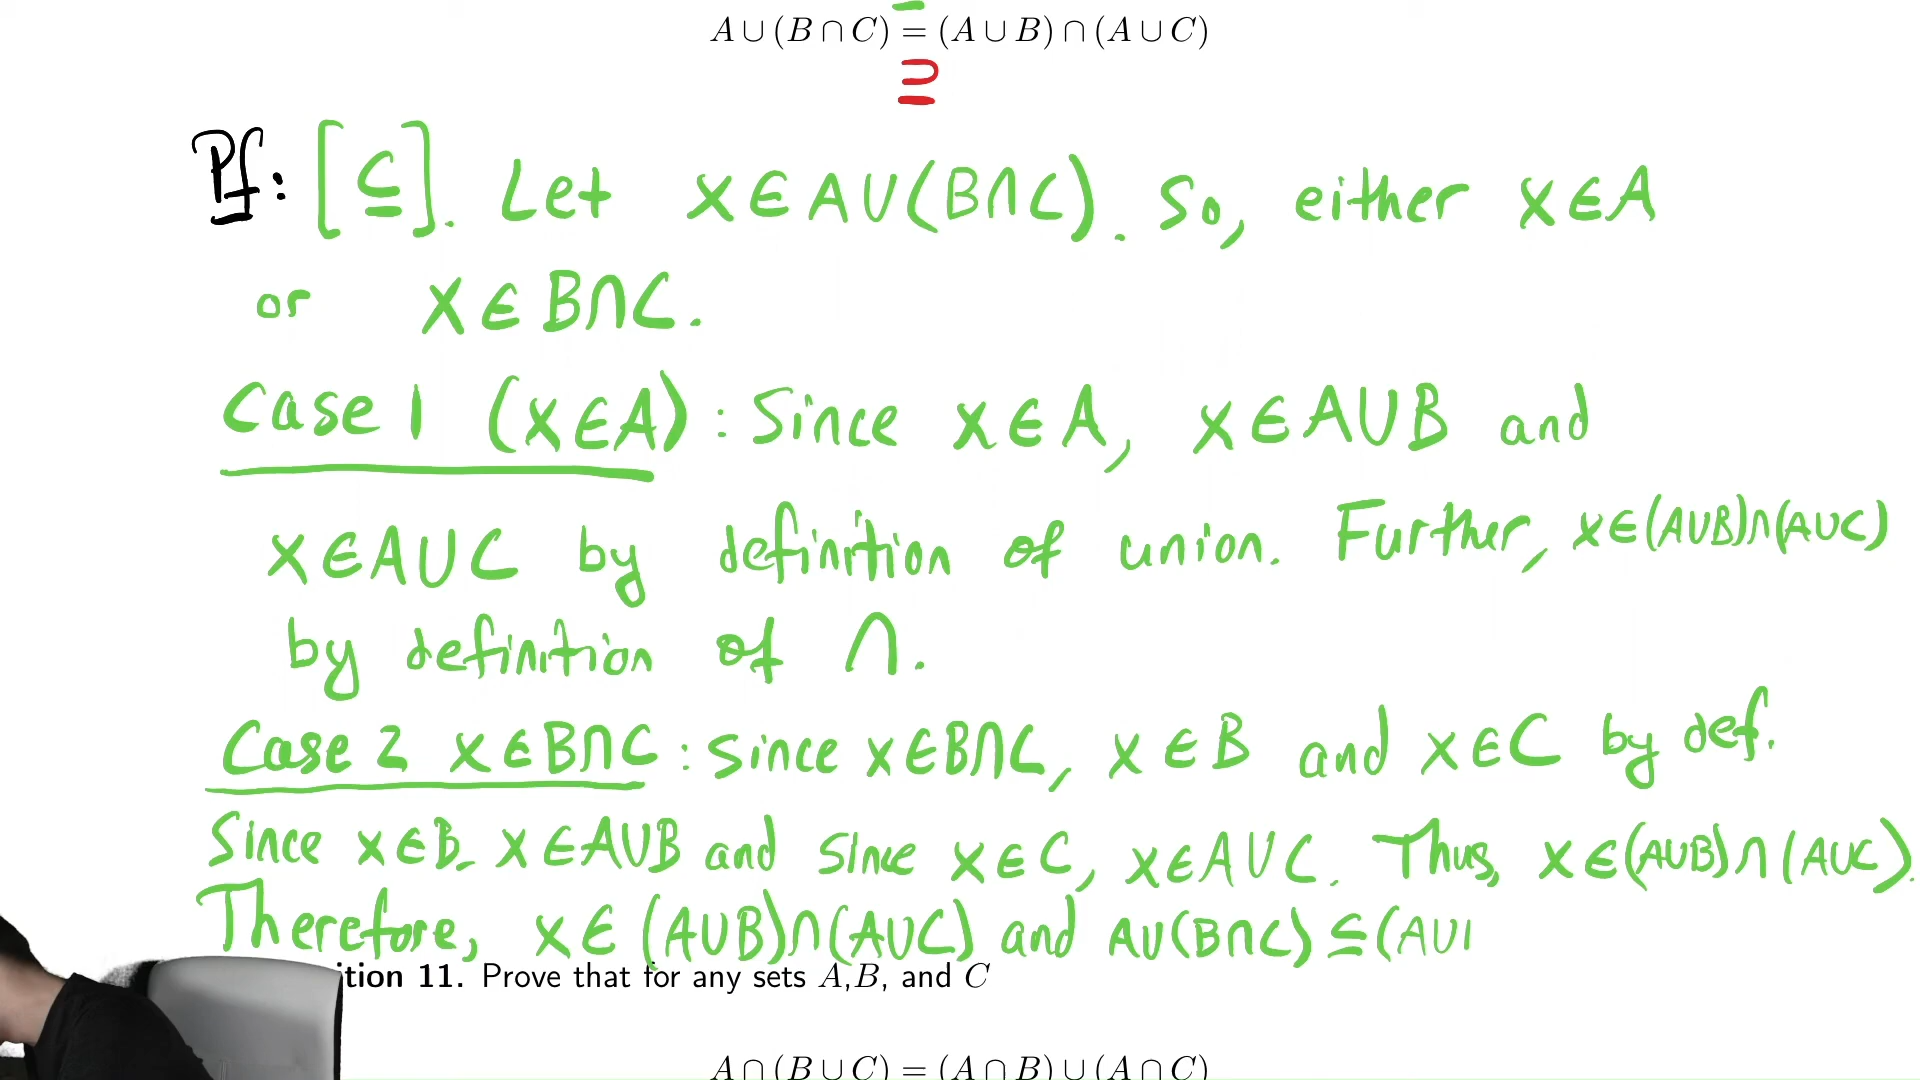 A ∪ (B ∩ C) = (A ∪ B) ∩ (A ∪ C)
⊇
Pf: [⊆]. Let x∈A∪(B∩C). So, either x∈A
or x∈B∩C.
Case 1 (x∈A): Since x∈A, x∈A∪B and
x∈A∪C by definition of union. Further, x∈(A∪B)∩(A∪C)
by definition of ∩.
Case 2 x∈B∩C: since x∈B∩C, x∈B and x∈C by def.
Since x∈B, x∈A∪B and since x∈C, x∈A∪C. Thus, x∈(A∪B)∩(A∪C).
Therefore, x∈(A∪B)∩(A∪C) and A∪(B∩C)⊆(A∪
tion 11. Prove that for any sets A,B, and C
A ∩ (B ∪ C) = (A ∩ B) ∪ (A ∩ C)